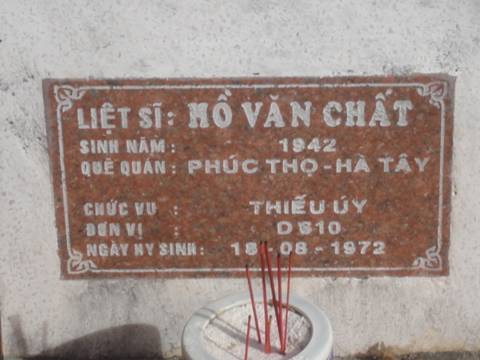 LIỆT SĨ: HỒ VĂN CHẤT
SINH NĂM: 1942
QUÊ QUÁN: PHÚC THỌ - HÀ TÂY
CHỨC VỤ : THIẾU ÚY
ĐƠN VỊ : D810
NGÀY HY SINH: 18-08-1972